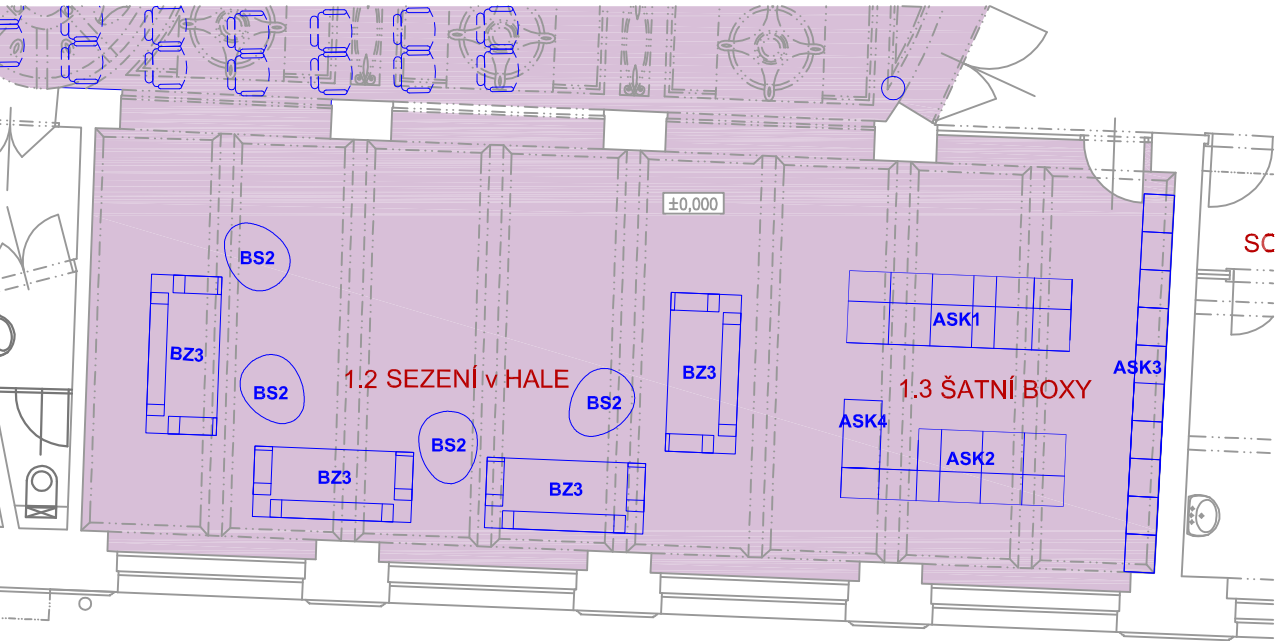 ±0,000
SC
BS2
ASK1
BZ3
BZ3
ASK3
1.2 SEZENÍ v HALE
1.3 ŠATNÍ BOXY
BS2
BS2
ASK4
BS2
ASK2
BZ3
BZ3